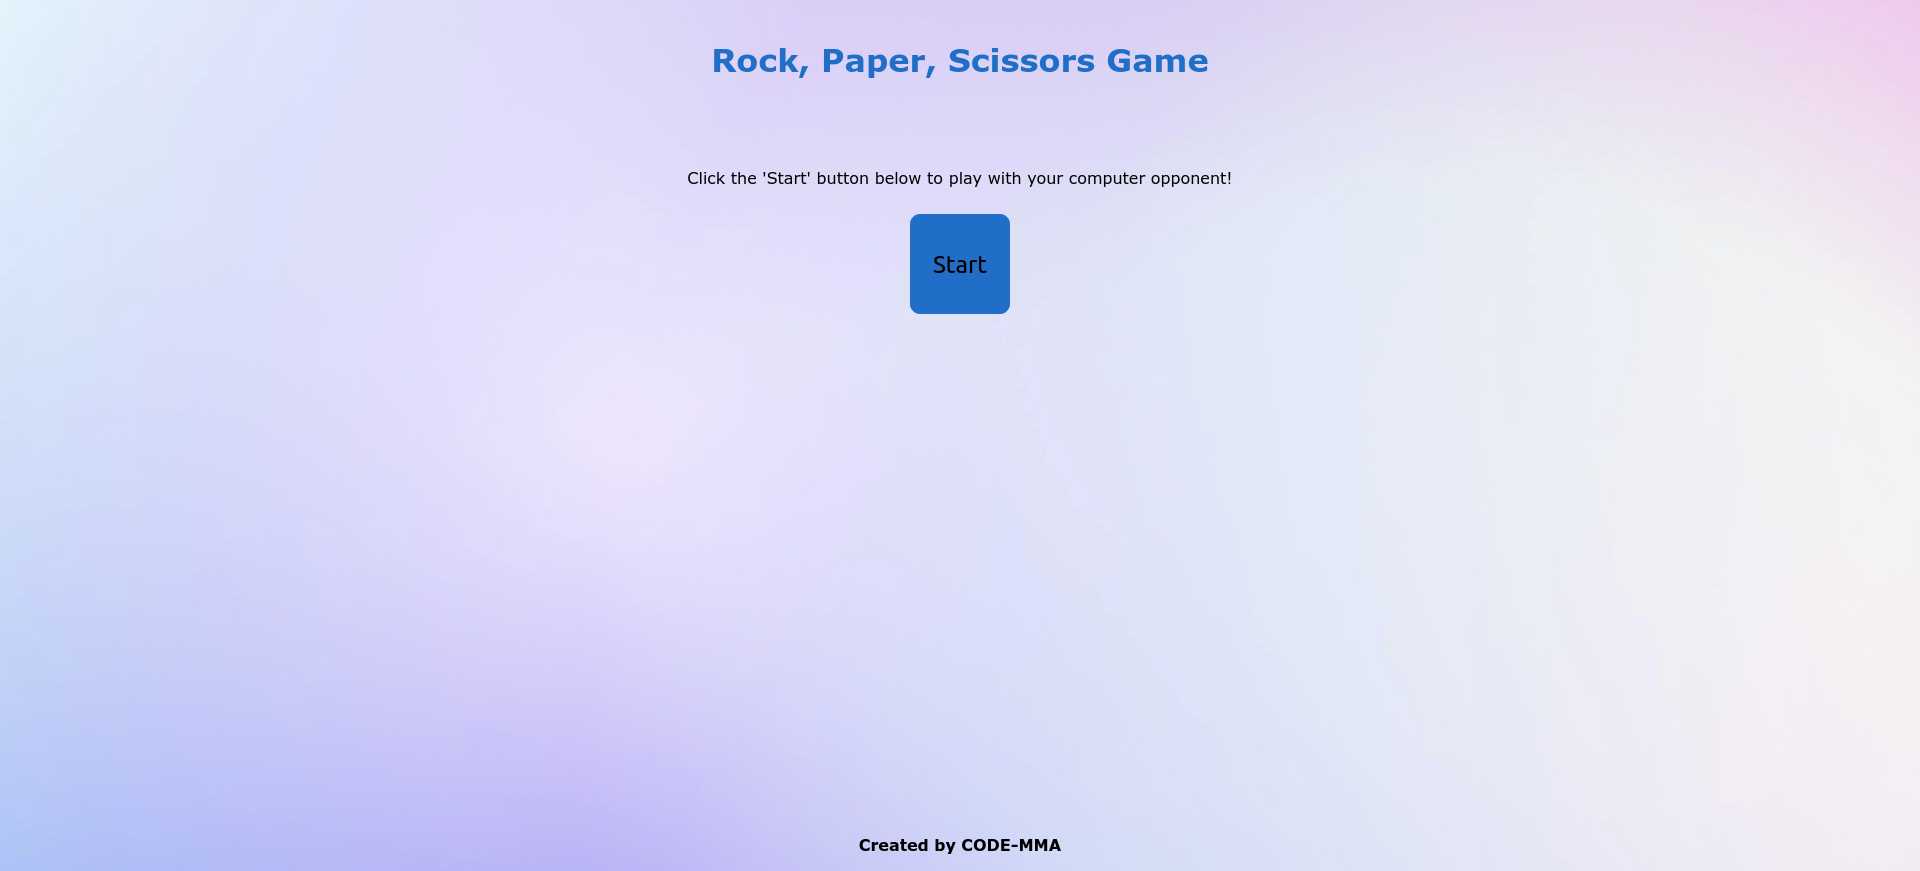 Rock, Paper, Scissors Game
Click the 'Start' button below to play with your computer opponent!
Start
Created by CODE–MMA